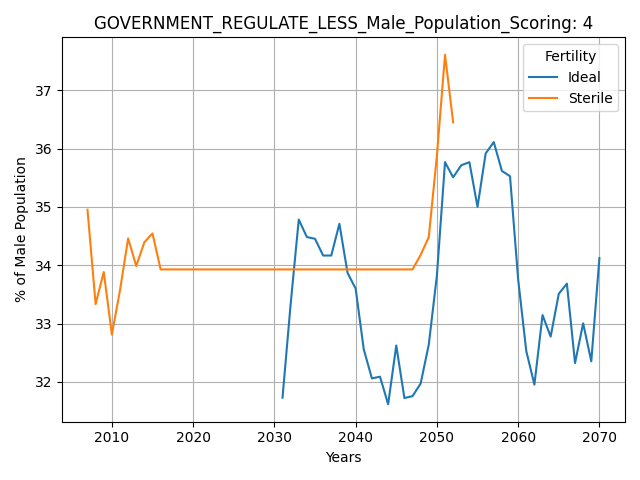 GOVERNMENT_REGULATE_LESS_Male_Population_Scoring: 4
Fertility
Ideal
Sterile
% of Male Population
37
36
35
34
33
32
2010 2020 2030 2040 2050 2060 2070
Years